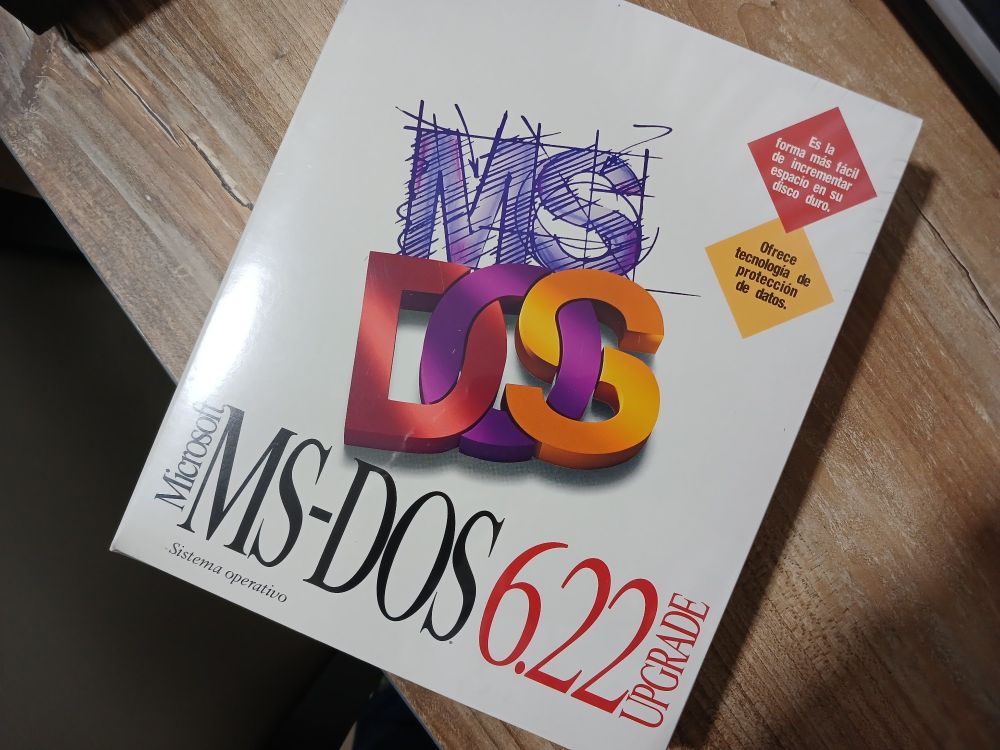 MS
DOS
Es la
forma más fácil
de incrementar
espacio en su
disco duro.
Ofrece
tecnología de
protección
de datos.
Microsoft
MS-DOS 6.22
UPGRADE
Sistema operativo